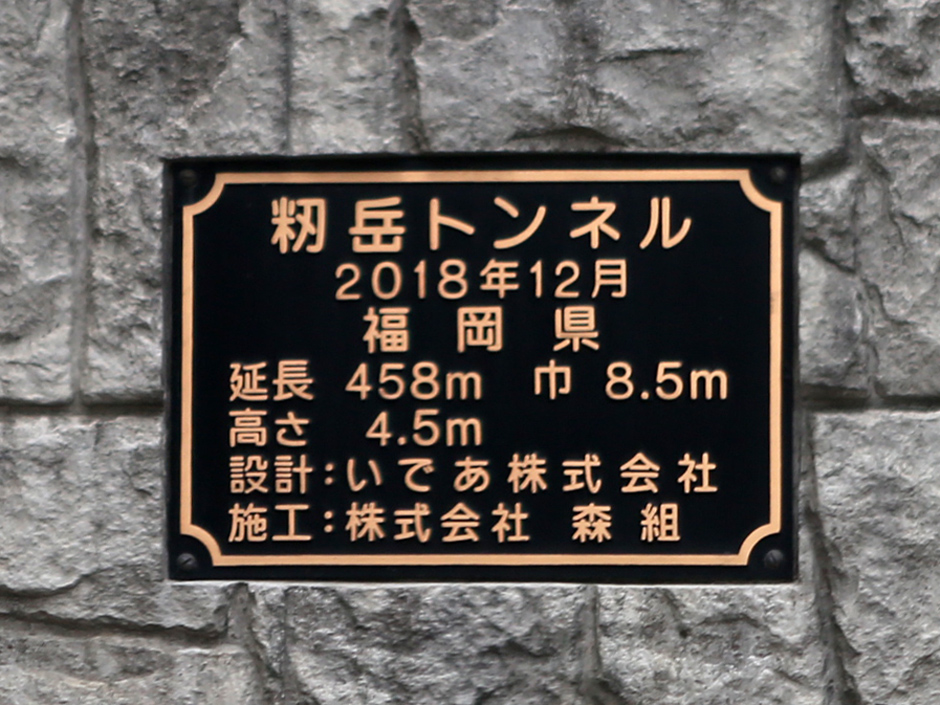 籾岳トンネル
2018年12月
福岡県
延長 458m 巾 8.5m
高さ 4.5m
設計：いであ株式会社
施工：株式会社 森組